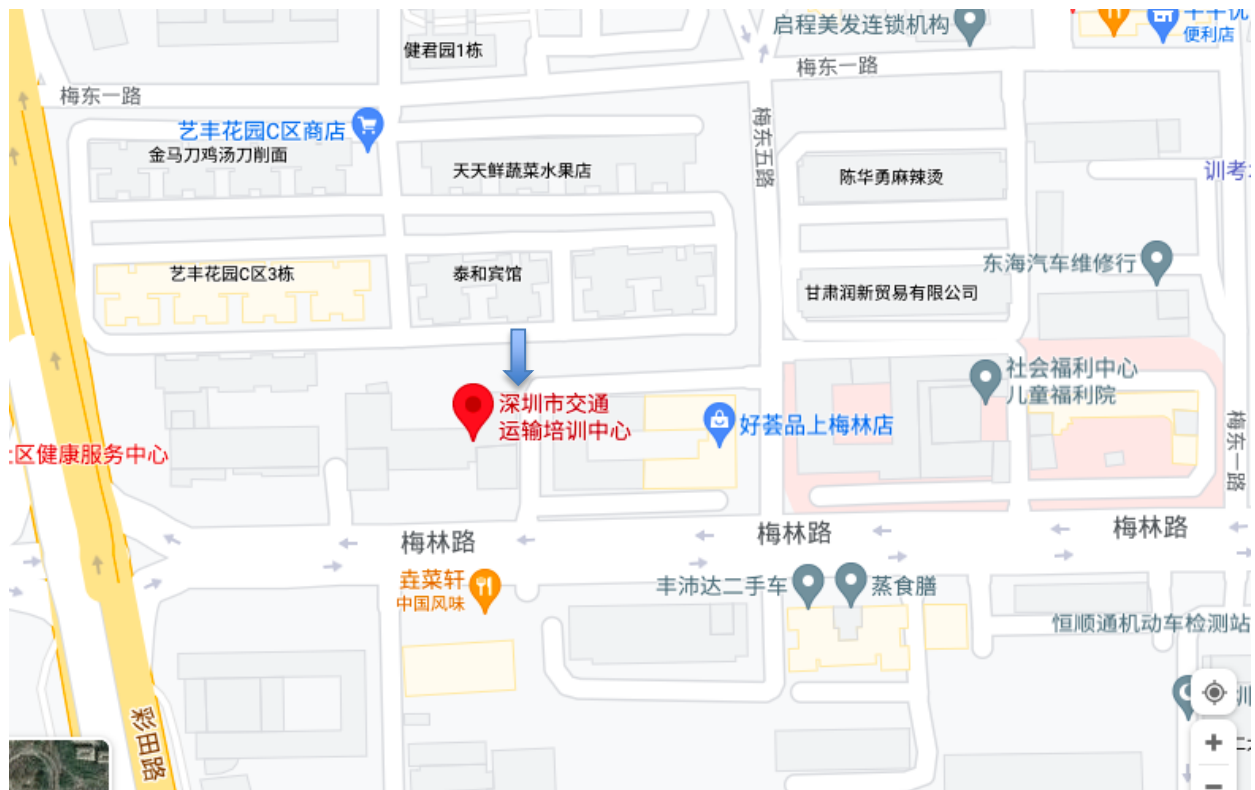 启程美发连锁机构
便利店
健君园1栋
梅东一路
梅东一路
艺丰花园C区商店
金马刀鸡汤刀削面
天天鲜蔬菜水果店
梅东五路
陈华勇麻辣烫
训考
东海汽车维修行
艺丰花园C区3栋
泰和宾馆
甘肃润新贸易有限公司
社会福利中心
儿童福利院
深圳市交通
运输培训中心
好荟品上梅林店
区健康服务中心
梅东一路
梅林路
梅林路
梅林路
垚菜轩
中国风味
丰沛达二手车
蒸食膳
恒顺通机动车检测站
彩田路